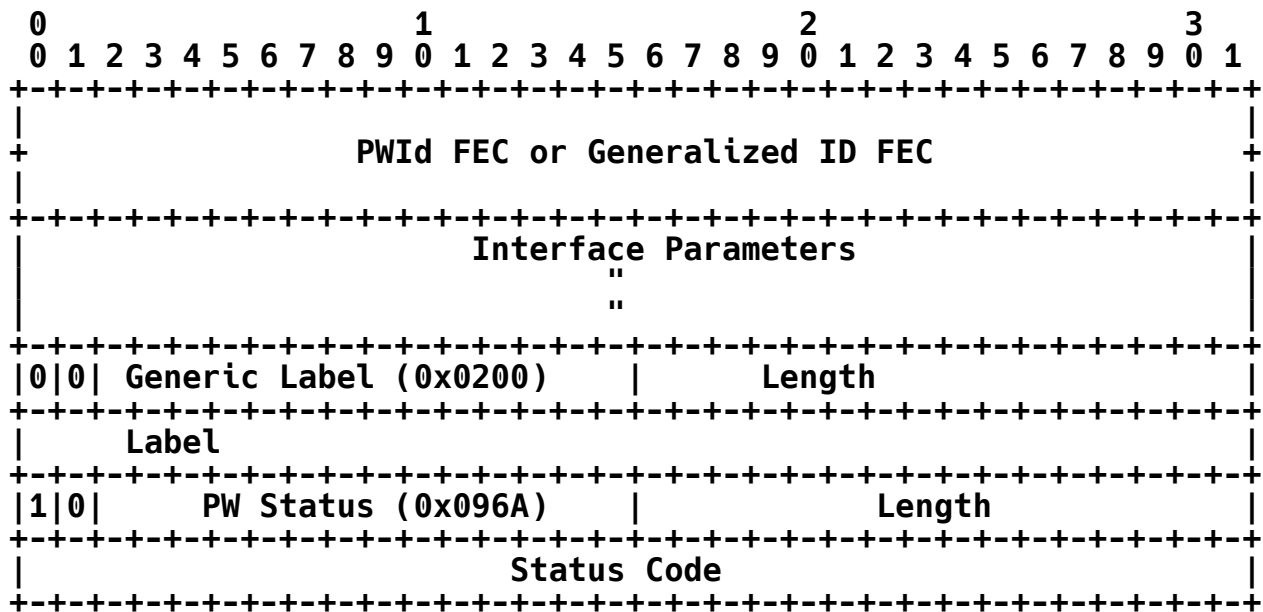 0                   1                   2                   3
 0 1 2 3 4 5 6 7 8 9 0 1 2 3 4 5 6 7 8 9 0 1 2 3 4 5 6 7 8 9 0 1
+-+-+-+-+-+-+-+-+-+-+-+-+-+-+-+-+-+-+-+-+-+-+-+-+-+-+-+-+-+-+-+-+
|                                                               |
+                 PWId FEC or Generalized ID FEC                +
|                                                               |
+-+-+-+-+-+-+-+-+-+-+-+-+-+-+-+-+-+-+-+-+-+-+-+-+-+-+-+-+-+-+-+-+
|                       Interface Parameters                    |
|                              "                                |
|                              "                                |
+-+-+-+-+-+-+-+-+-+-+-+-+-+-+-+-+-+-+-+-+-+-+-+-+-+-+-+-+-+-+-+-+
|0|0| Generic Label (0x0200)    |      Length                   |
+-+-+-+-+-+-+-+-+-+-+-+-+-+-+-+-+-+-+-+-+-+-+-+-+-+-+-+-+-+-+-+-+
|     Label                                                     |
+-+-+-+-+-+-+-+-+-+-+-+-+-+-+-+-+-+-+-+-+-+-+-+-+-+-+-+-+-+-+-+-+
|1|0|     PW Status (0x096A)    |            Length             |
+-+-+-+-+-+-+-+-+-+-+-+-+-+-+-+-+-+-+-+-+-+-+-+-+-+-+-+-+-+-+-+-+
|                         Status Code                           |
+-+-+-+-+-+-+-+-+-+-+-+-+-+-+-+-+-+-+-+-+-+-+-+-+-+-+-+-+-+-+-+-+